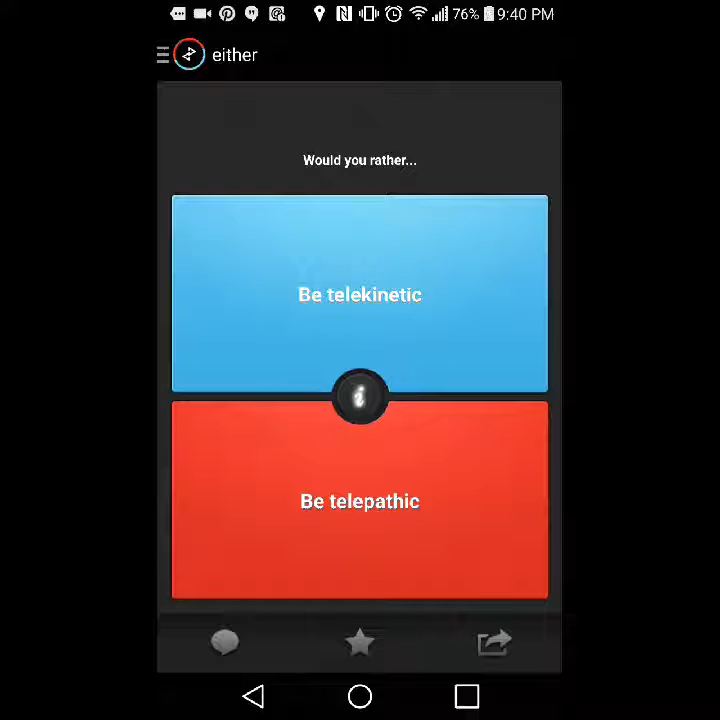 76% 9:40 PM
either
Would you rather...
Be telekinetic
i
Be telepathic